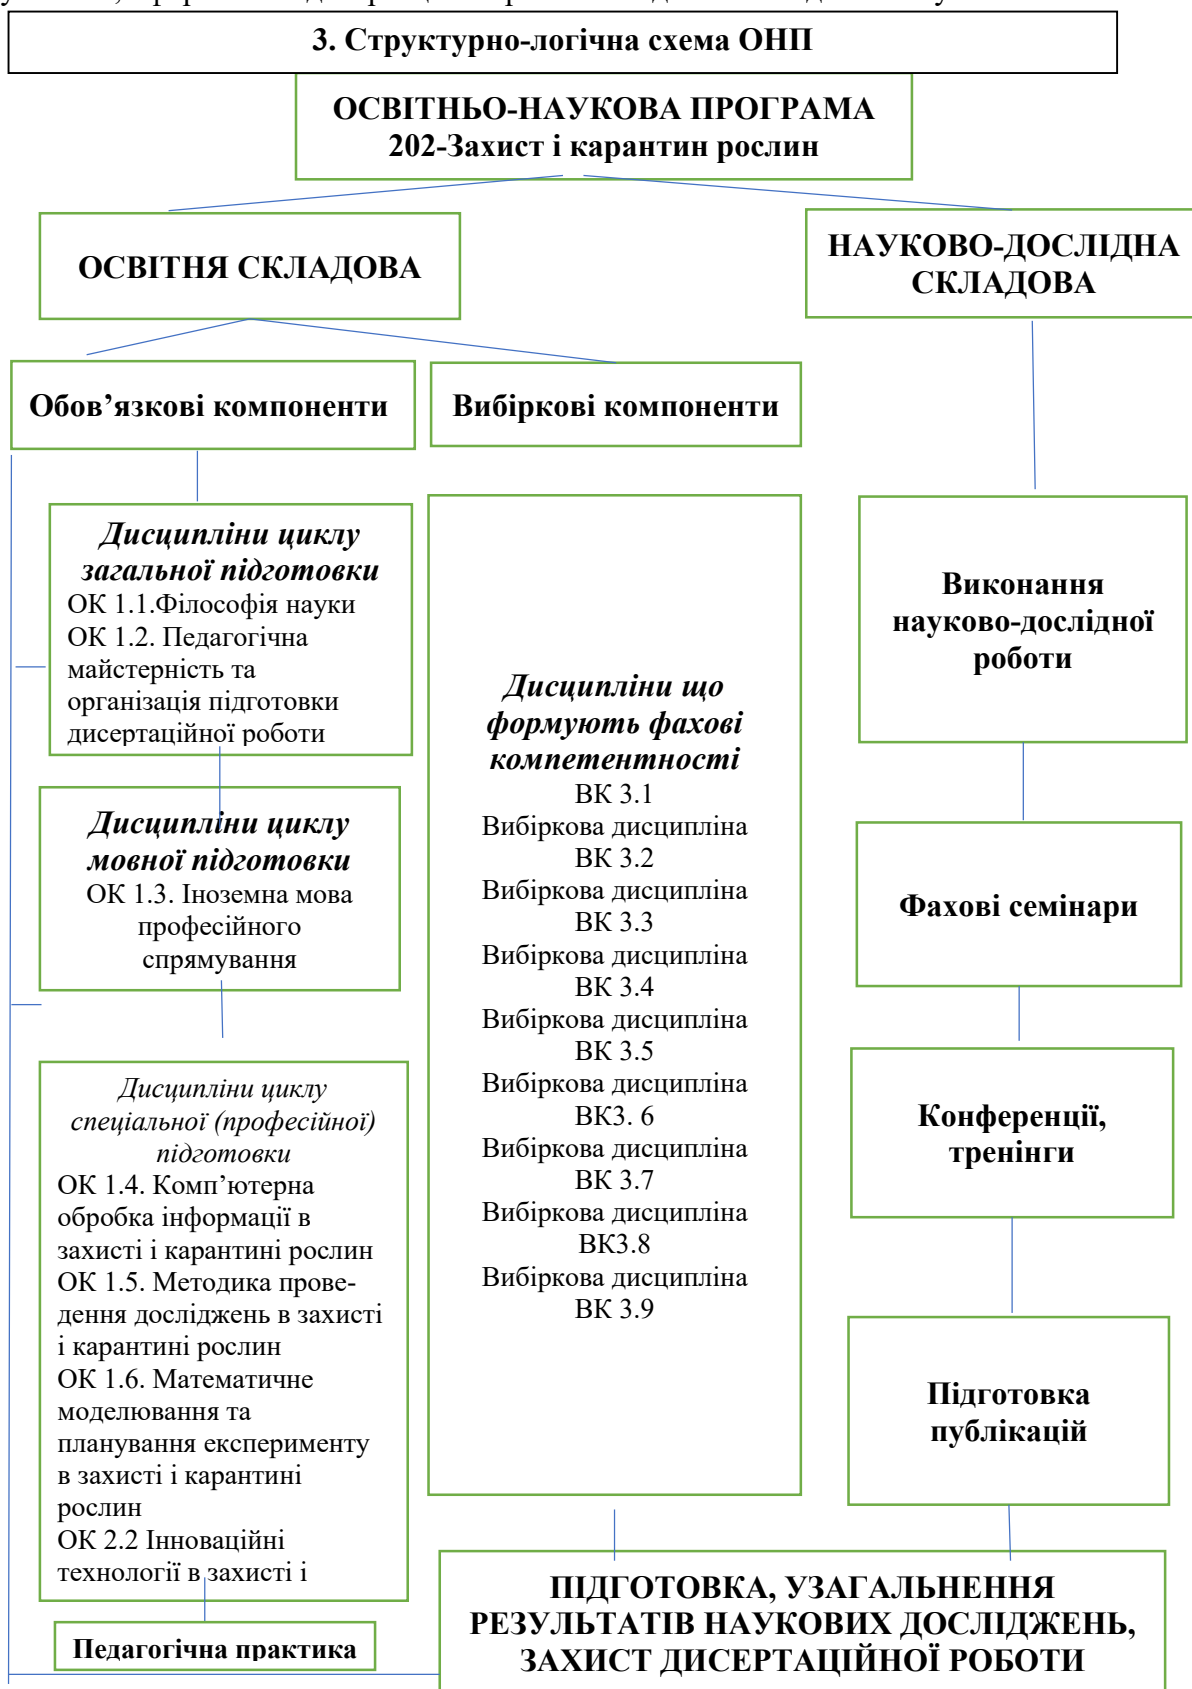 3. Структурно-логічна схема ОНП
ОСВІТНЬО-НАУКОВА ПРОГРАМА
202-Захист і карантин рослин
ОСВІТНЯ СКЛАДОВА
НАУКОВО-ДОСЛІДНА
СКЛАДОВА
Обов’язкові компоненти
Вибіркові компоненти
Дисципліни циклу
загальної підготовки
ОК 1.1.Філософія науки
ОК 1.2. Педагогічна
майстерність та
організація підготовки
дисертаційної роботи
Дисципліни циклу
мовної підготовки
ОК 1.3. Іноземна мова
професійного
спрямування
Дисципліни циклу
спеціальної (професійної)
підготовки
ОК 1.4. Комп’ютерна
обробка інформації в
захисті і карантині рослин
ОК 1.5. Методика прове-
дення досліджень в захисті
і карантині рослин
ОК 1.6. Математичне
моделювання та
планування експерименту
в захисті і карантині
рослин
ОК 2.2 Інноваційні
технології в захисті і
Педагогічна практика
Дисципліни що
формують фахові
компетентності
ВК 3.1
Вибіркова дисципліна
ВК 3.2
Вибіркова дисципліна
ВК 3.3
Вибіркова дисципліна
ВК 3.4
Вибіркова дисципліна
ВК 3.5
Вибіркова дисципліна
ВК3. 6
Вибіркова дисципліна
ВК 3.7
Вибіркова дисципліна
ВК3.8
Вибіркова дисципліна
ВК 3.9
Виконання
науково-дослідної
роботи
Фахові семінари
Конференції,
тренінги
Підготовка
публікацій
ПІДГОТОВКА, УЗАГАЛЬНЕННЯ
РЕЗУЛЬТАТІВ НАУКОВИХ ДОСЛІДЖЕНЬ,
ЗАХИСТ ДИСЕРТАЦІЙНОЇ РОБОТИ